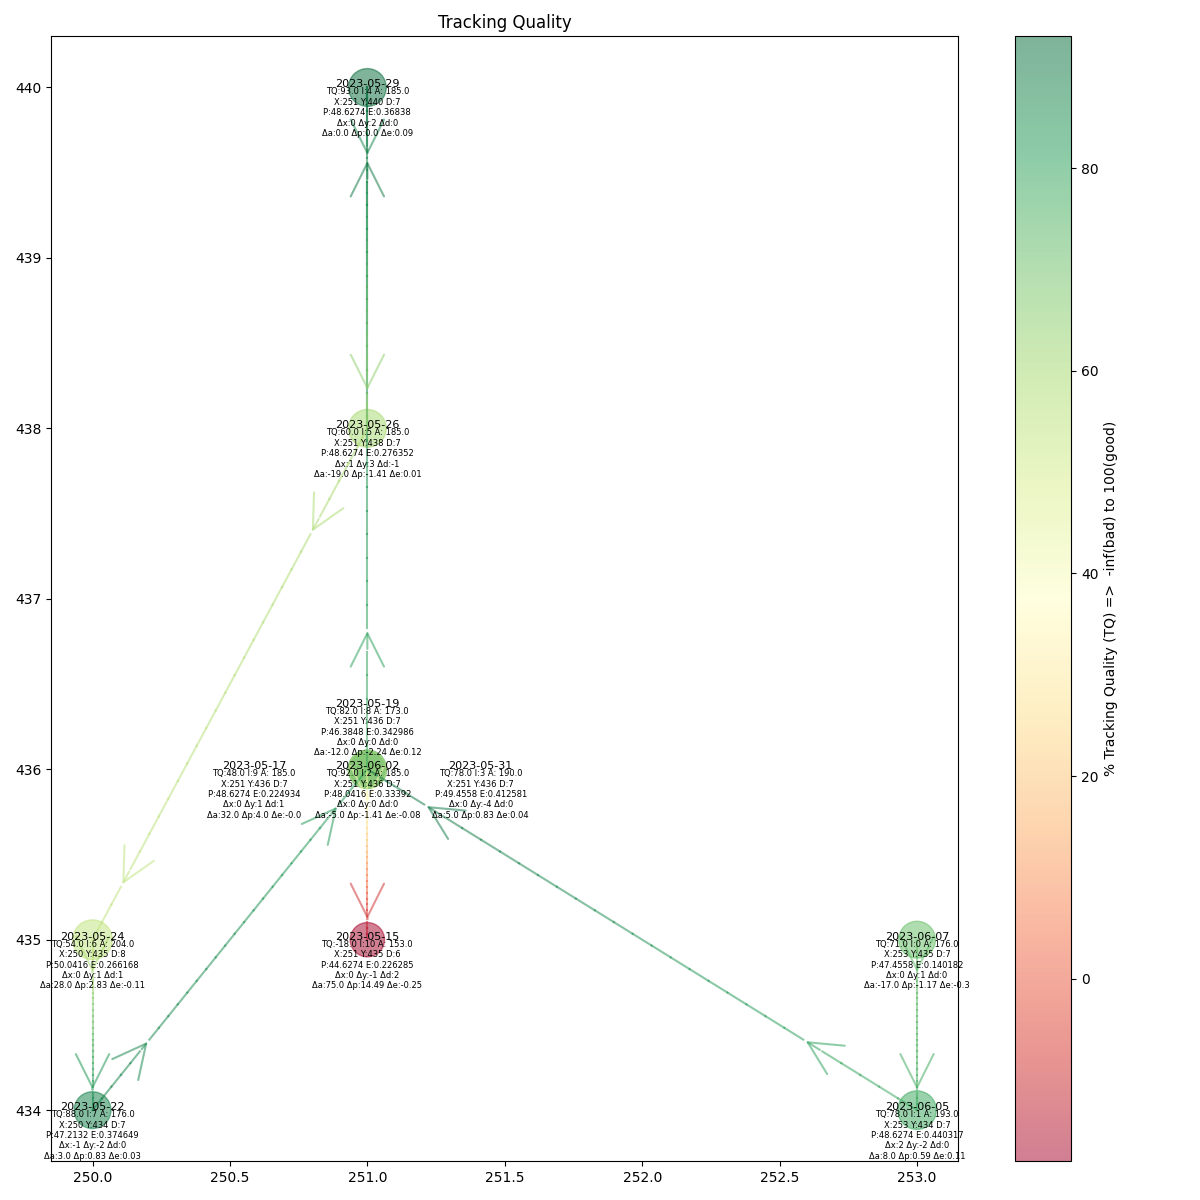 Tracking Quality
440
439
438
437
436
435
434
250.0
250.5
251.0
251.5
252.0
252.5
253.0
2023-05-29
TQ:93.0 I:4 A: 185.0
X:251 Y:440 D:7
P:48.6274 E:0.36838
Δx:0 Δy:2 Δd:0
Δa:0.0 Δp:0.0 Δe:0.09
2023-05-26
TQ:60.0 I:5 A: 185.0
X:251 Y:438 D:7
P:48.6274 E:0.276352
Δx:1 Δy:3 Δd:-1
Δa:-19.0 Δp:-1.41 Δe:0.01
2023-05-19
TQ:82.0 I:8 A: 173.0
X:251 Y:436 D:7
P:46.3848 E:0.342986
Δx:0 Δy:0 Δd:0
Δa:-12.0 Δp:-2.24 Δe:0.12
2023-05-17
TQ:48.0 I:9 A: 185.0
X:251 Y:436 D:7
P:48.6274 E:0.224934
Δx:0 Δy:1 Δd:1
Δa:32.0 Δp:4.0 Δe:-0.0
2023-06-02
TQ:92.0 I:2 A: 185.0
X:251 Y:436 D:7
P:48.0416 E:0.33392
Δx:0 Δy:0 Δd:0
Δa:-5.0 Δp:-1.41 Δe:-0.08
2023-05-31
TQ:78.0 I:3 A: 190.0
X:251 Y:436 D:7
P:49.4558 E:0.412581
Δx:0 Δy:-4 Δd:0
Δa:5.0 Δp:0.83 Δe:0.04
2023-05-24
TQ:54.0 I:6 A: 204.0
X:250 Y:435 D:8
P:50.0416 E:0.266168
Δx:0 Δy:1 Δd:1
Δa:28.0 Δp:2.83 Δe:-0.11
2023-05-15
TQ:-18.0 I:10 A: 153.0
X:251 Y:435 D:6
P:44.6274 E:0.226285
Δx:0 Δy:-1 Δd:2
Δa:75.0 Δp:14.49 Δe:-0.25
2023-06-07
TQ:71.0 I:0 A: 176.0
X:253 Y:435 D:7
P:47.4558 E:0.140182
Δx:0 Δy:1 Δd:0
Δa:-17.0 Δp:-1.17 Δe:-0.3
2023-05-22
TQ:88.0 I:7 A: 176.0
X:250 Y:434 D:7
P:47.2132 E:0.374649
Δx:-1 Δy:-2 Δd:0
Δa:3.0 Δp:0.83 Δe:0.03
2023-06-05
TQ:78.0 I:1 A: 193.0
X:253 Y:434 D:7
P:48.6274 E:0.440317
Δx:2 Δy:-2 Δd:0
Δa:8.0 Δp:0.59 Δe:0.11
80
60
40
20
0
% Tracking Quality (TQ) => -inf(bad) to 100(good)